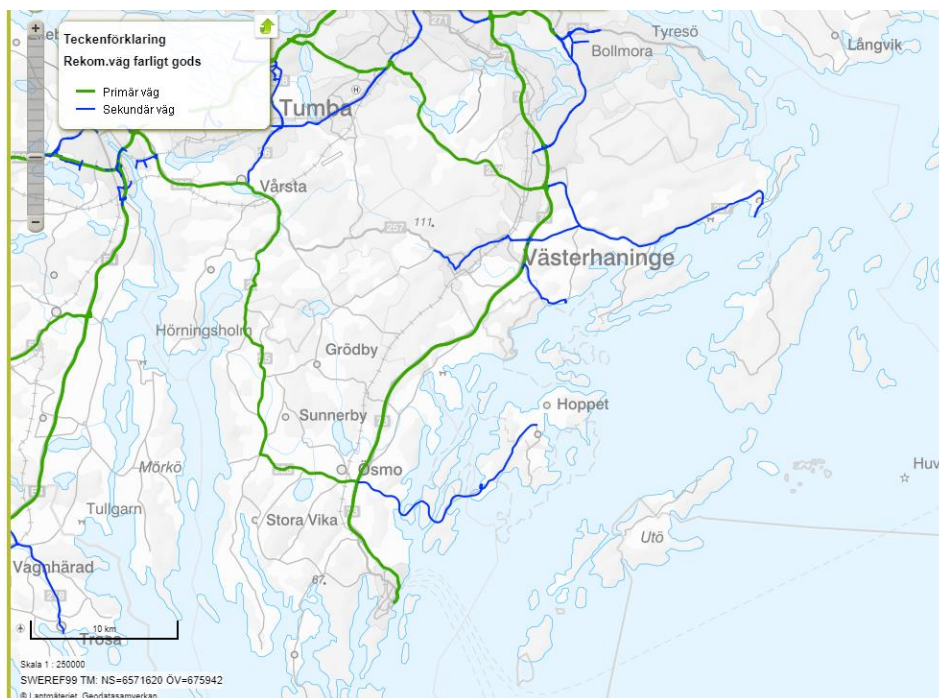 Teckenförklaring
Rekom.väg farligt gods
Primär väg
Sekundär väg
271
Tyresö
Bollmora
Långvik
H
Tumba
Vårsta
111.
257
Västerhaninge
Hörningsholm
Grödby
Hoppet
Sunnerby
Mörkö
Ösmo
Huv
Tullgarn
Stora Vika
Utö
Vagnhärad
67.
10 km
Trosa
Skala 1 : 250000
SWEREF99 TM: NS=6571620 ÖV=675942
© Lantmäteriet, Geodatasamverkan